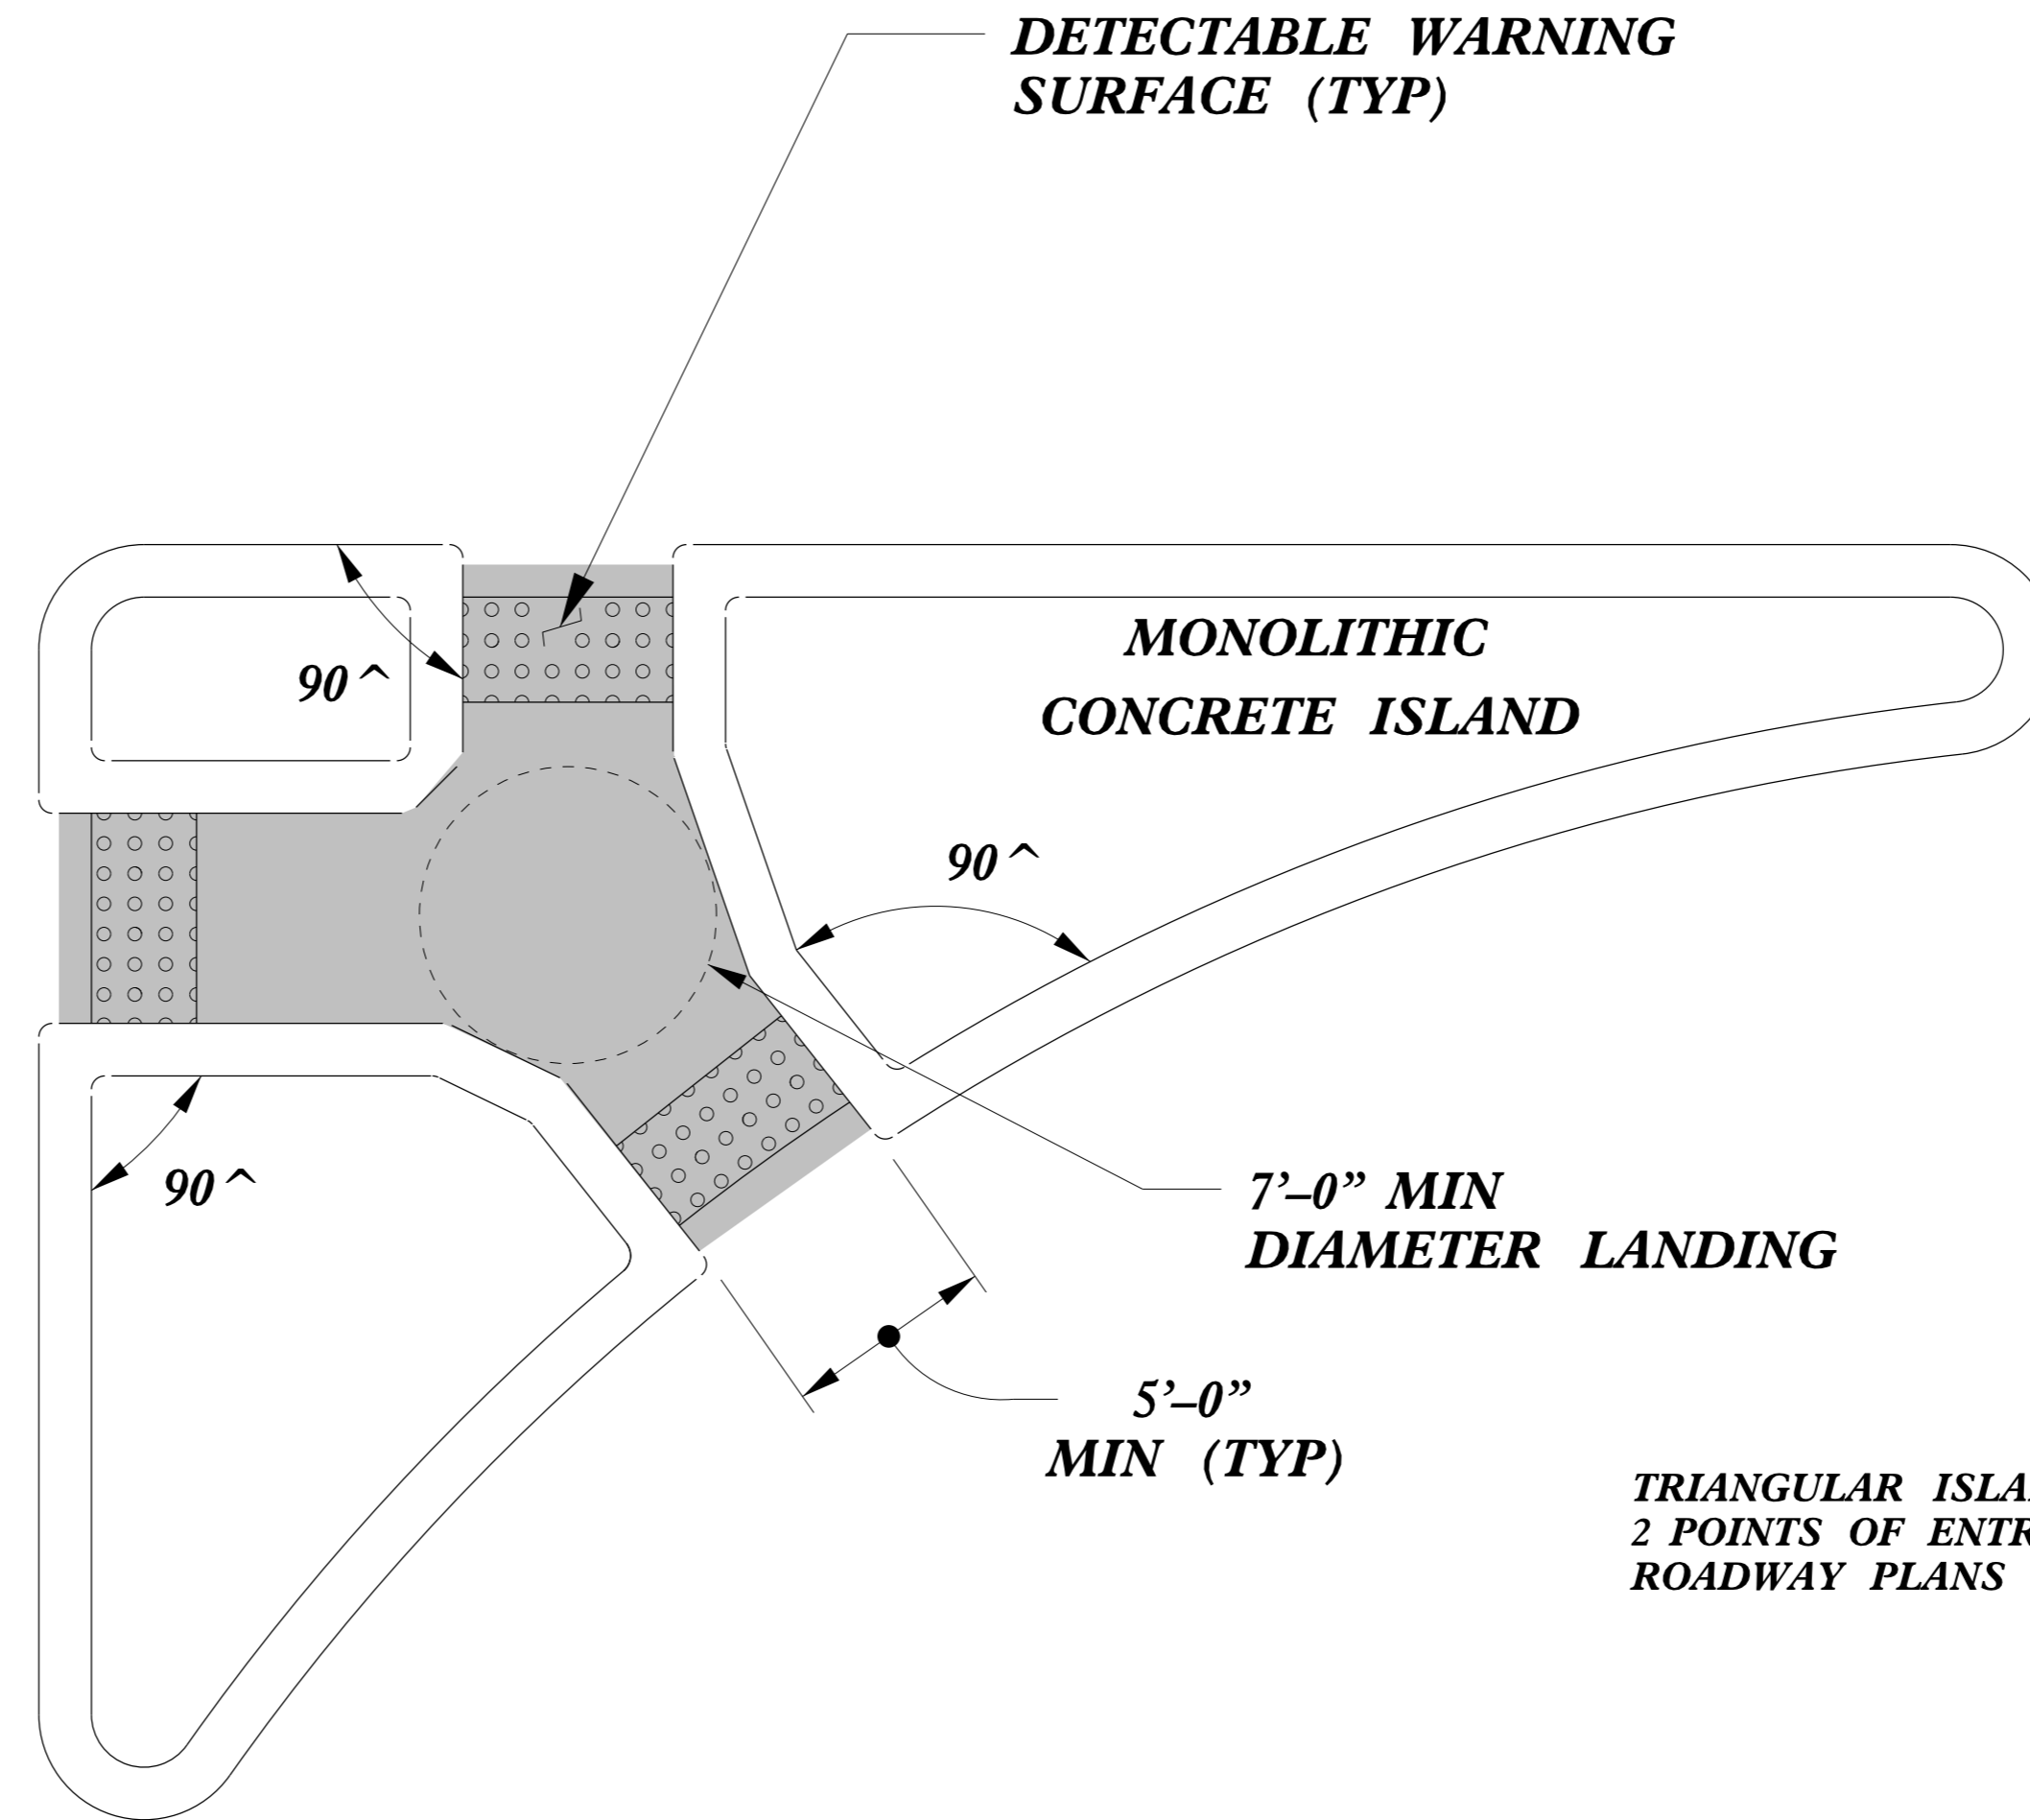 DETECTABLE WARNING
SURFACE (TYP)
MONOLITHIC
CONCRETE ISLAND
90^
90^
90^
7’–0” MIN
DIAMETER LANDING
5’–0”
MIN (TYP)
TRIANGULAR
2 POINTS OF
ROADWAY PLANS